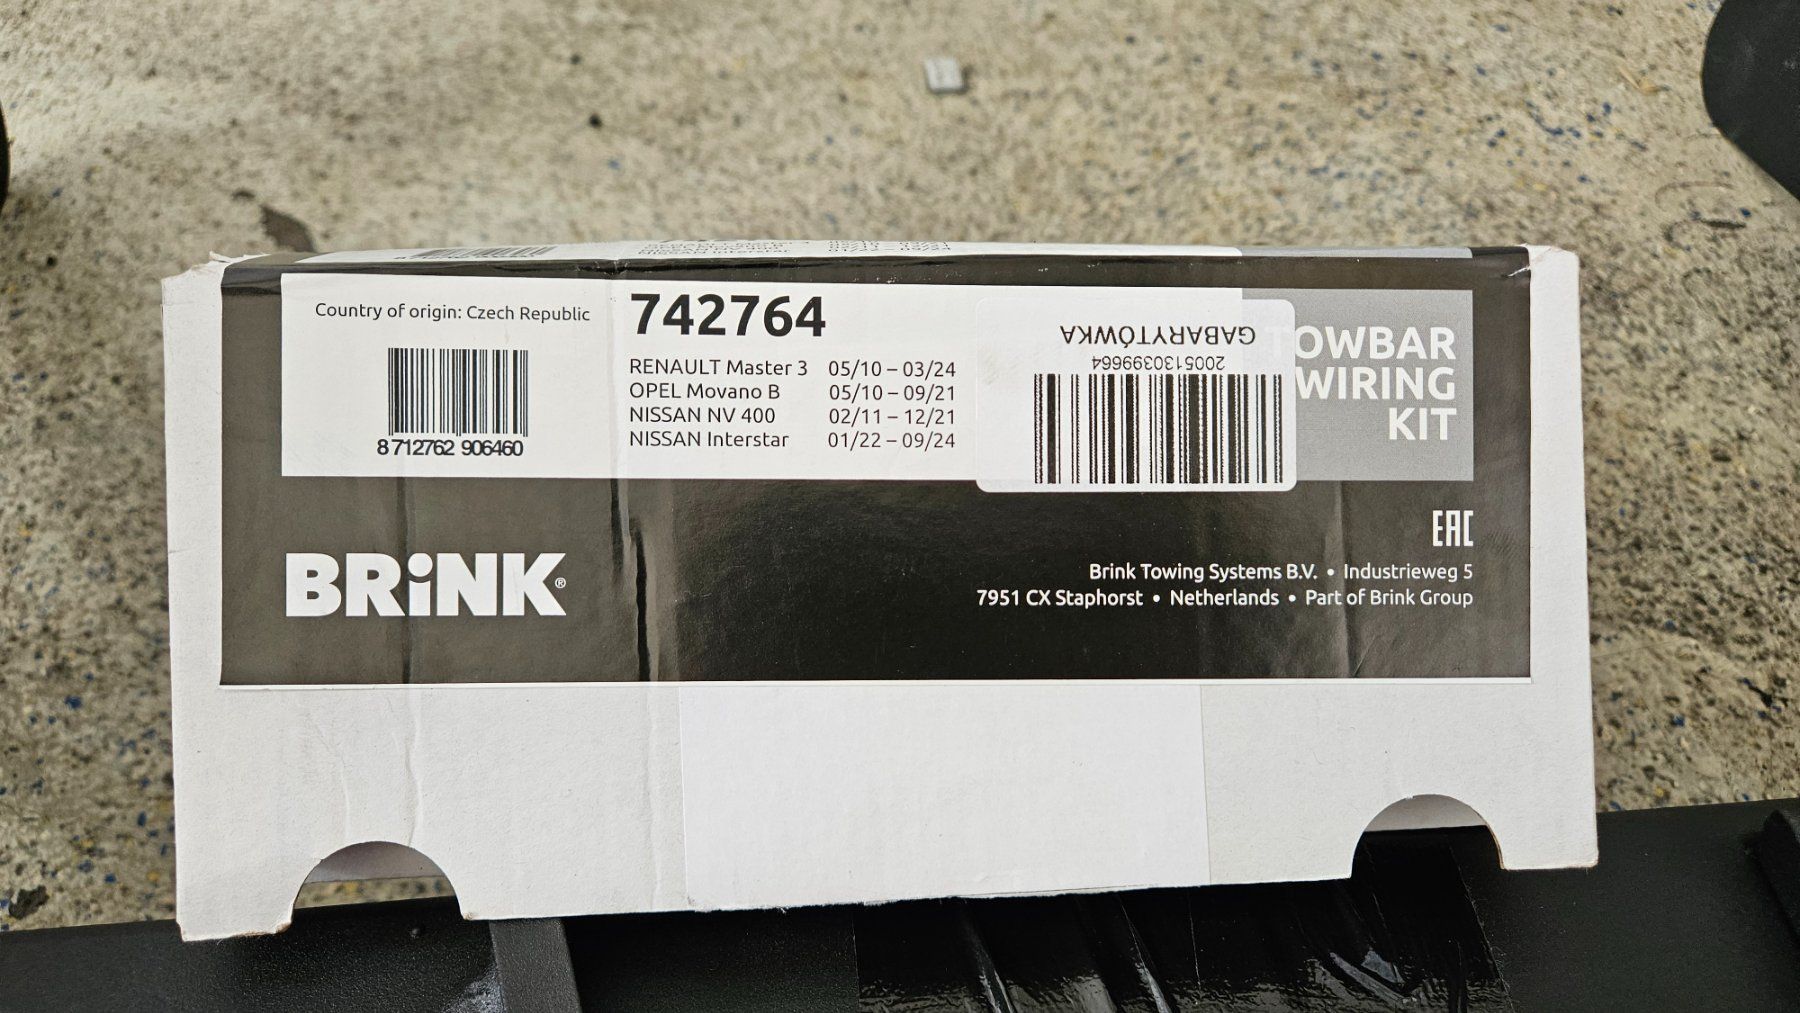 Country of origin: Czech Republic
8 712762 906460
742764
RENAULT Master 3 05/10 – 03/24
OPEL Movano B 05/10 – 09/21
NISSAN NV 400 02/11 – 12/21
NISSAN Interstar 01/22 – 09/24
GABARYTÓWKA
2005130399664
TOWBAR
WIRING
KIT
BRiNK®
EAC
Brink Towing Systems B.V. • Industrieweg 5
7951 CX Staphorst • Netherlands • Part of Brink Group